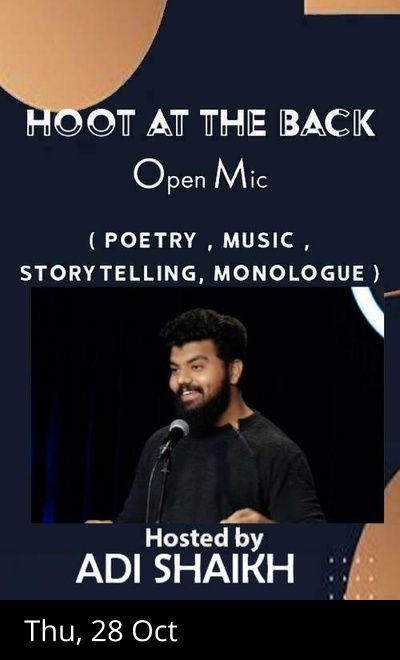 HOOT AT THE BACK
Open Mic
( POETRY , MUSIC ,
STORYTELLING, MONOLOGUE )
Hosted by
ADI SHAIKH
Thu, 28 Oct